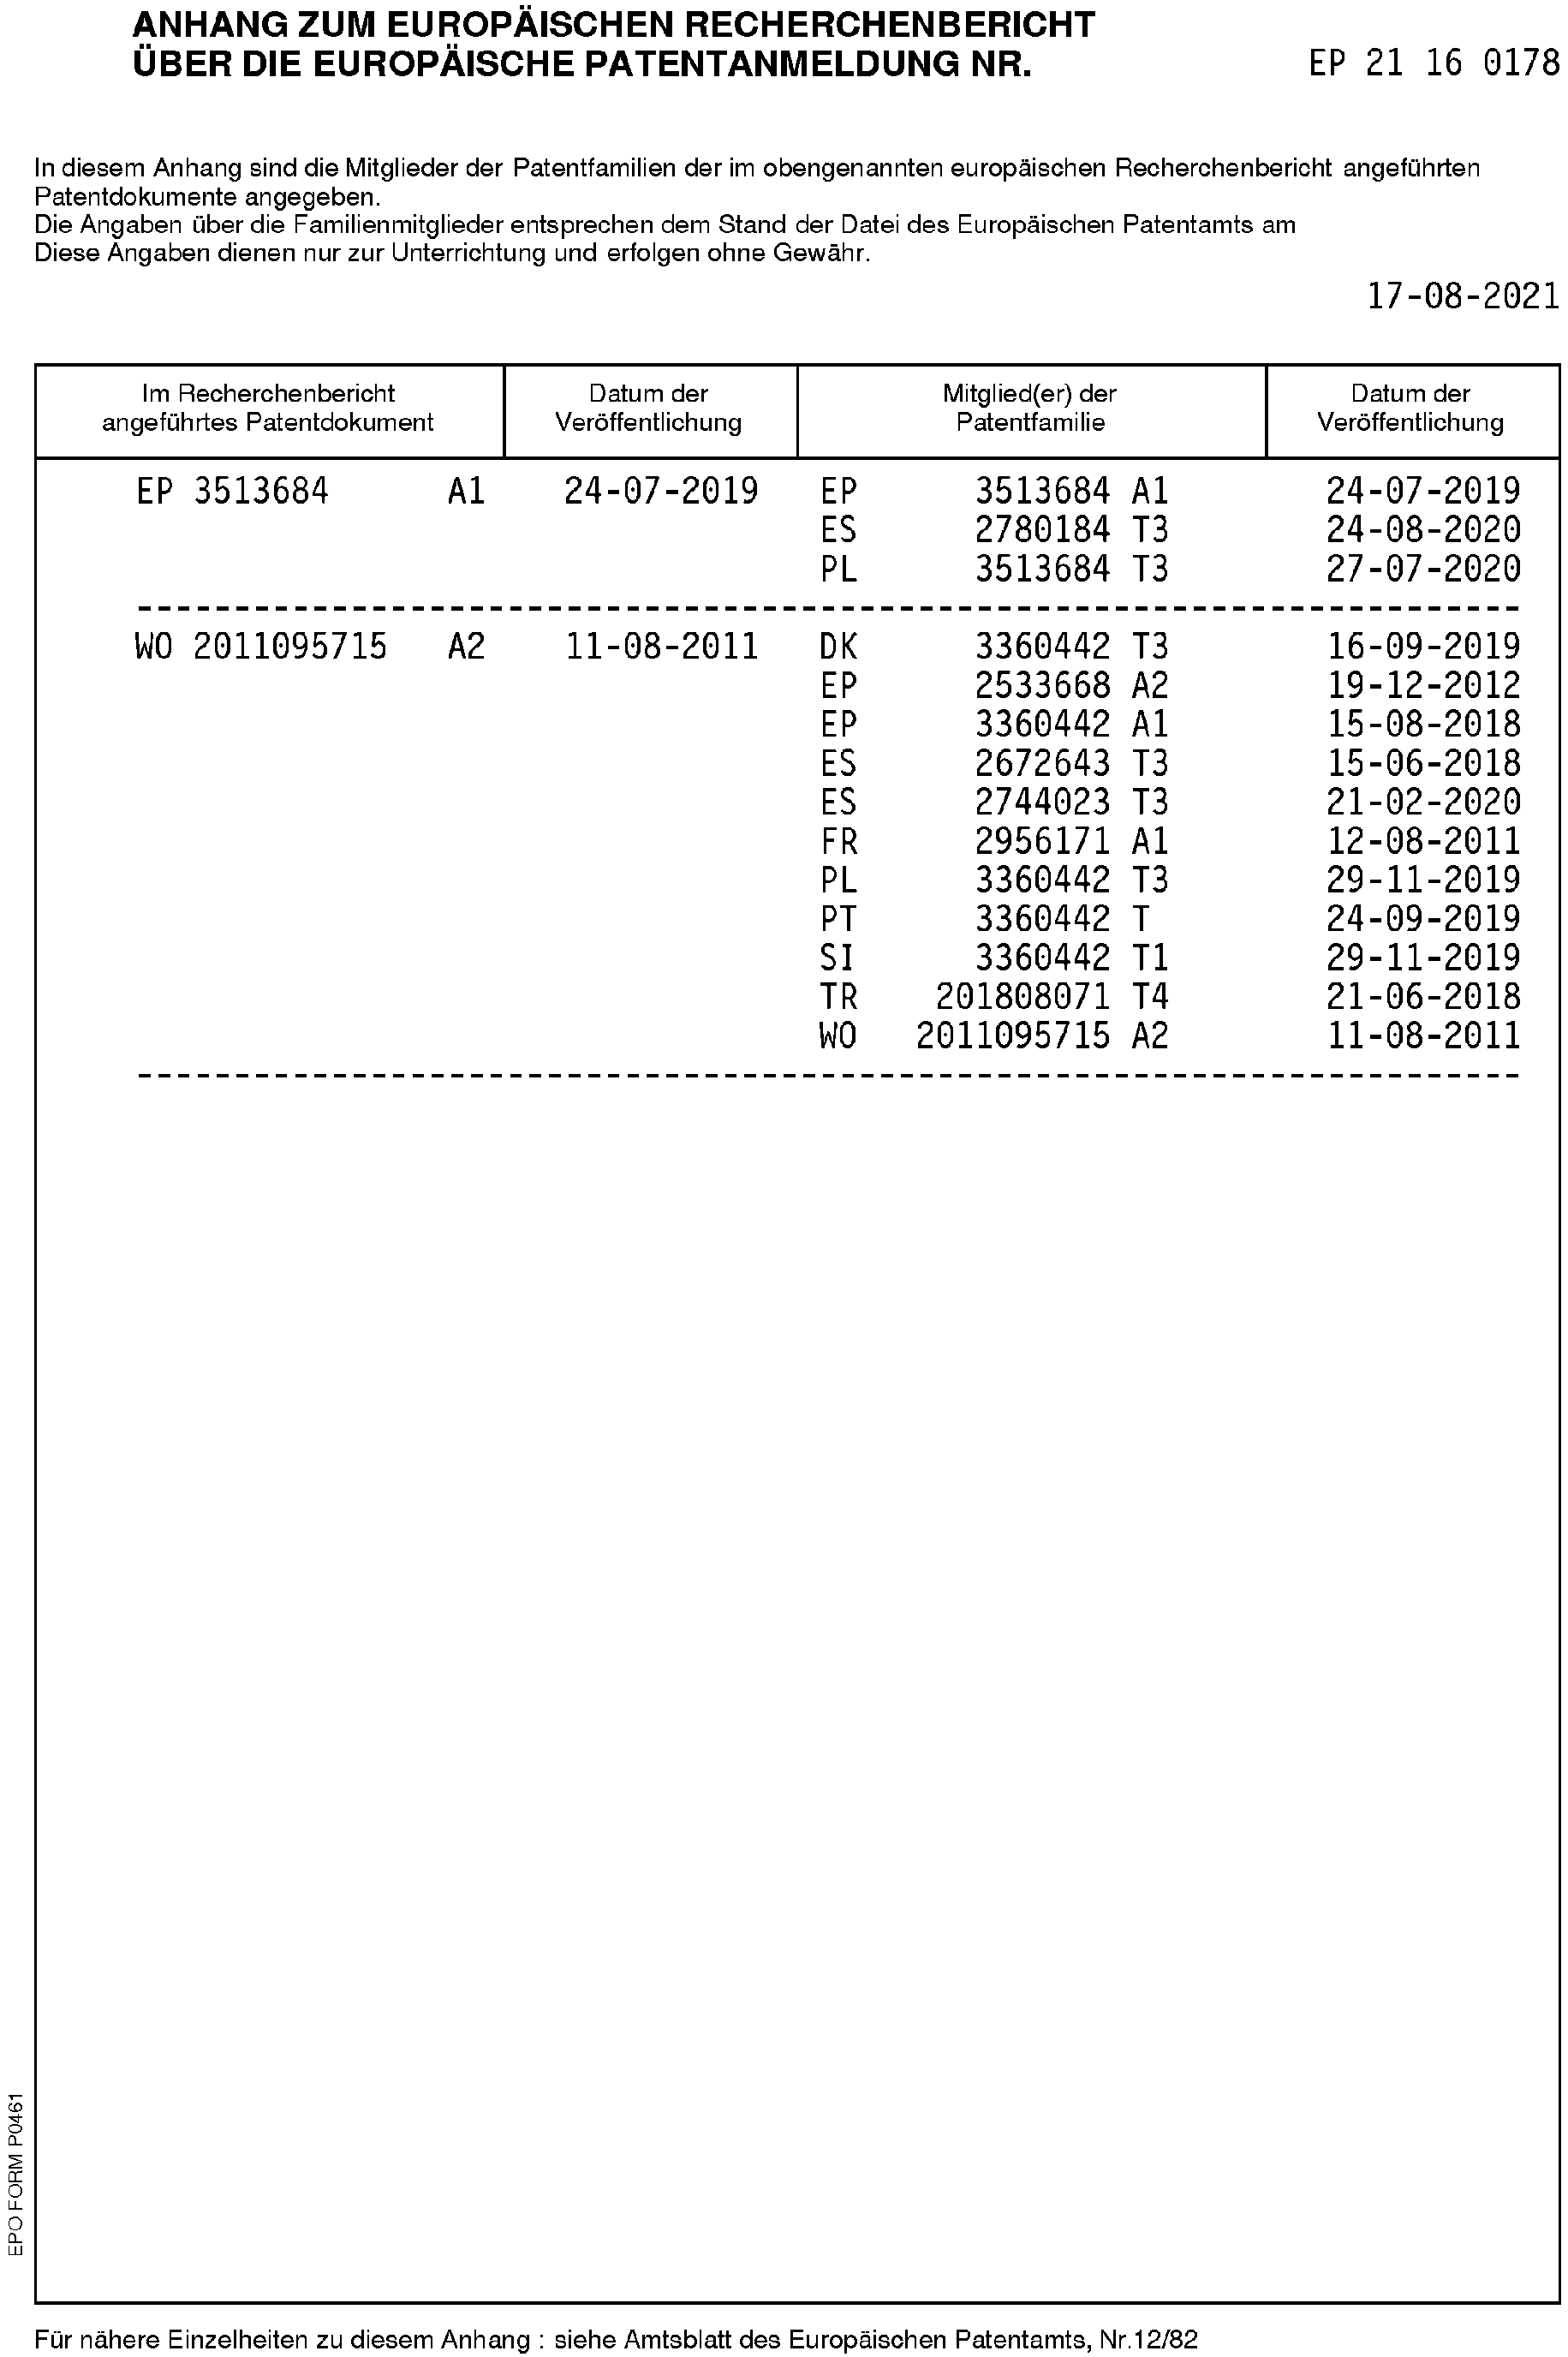 ANHANG ZUM EUROPÄISCHEN RECHERCHENBERICHT
ÜBER DIE EUROPÄISCHE PATENTANMELDUNG NR. EP 21 16 0178
In diesem Anhang sind die Mitglieder der Patentfamilien der im obengenannten europäischen Recherchenbericht angeführten
Patentdokumente angegeben.
Die Angaben über die Familienmitglieder entsprechen dem Stand der Datei des Europäischen Patentamts am
Diese Angaben dienen nur zur Unterrichtung und erfolgen ohne Gewähr.
17-08-2021
Im Recherchenbericht angeführtes Patentdokument
Datum der Veröffentlichung
Mitglied(er) der Patentfamilie
Datum der Veröffentlichung
EP 3513684 A1 24-07-2019 EP 3513684 A1 24-07-2019
ES 2780184 T3 24-08-2020
PL 3513684 T3 27-07-2020
WO 2011095715 A2 11-08-2011 DK 3360442 T3 16-09-2019
EP 2533668 A2 19-12-2012
EP 3360442 A1 15-08-2018
ES 2672643 T3 15-06-2018
ES 2744023 T3 21-02-2020
FR 2956171 A1 12-08-2011
PL 3360442 T3 29-11-2019
PT 3360442 T 24-09-2019
SI 3360442 T1 29-11-2019
TR 201808071 T4 21-06-2018
WO 2011095715 A2 11-08-2011
EPO FORM P0461
Für nähere Einzelheiten zu diesem Anhang : siehe Amtsblatt des Europäischen Patentamts, Nr.12/82